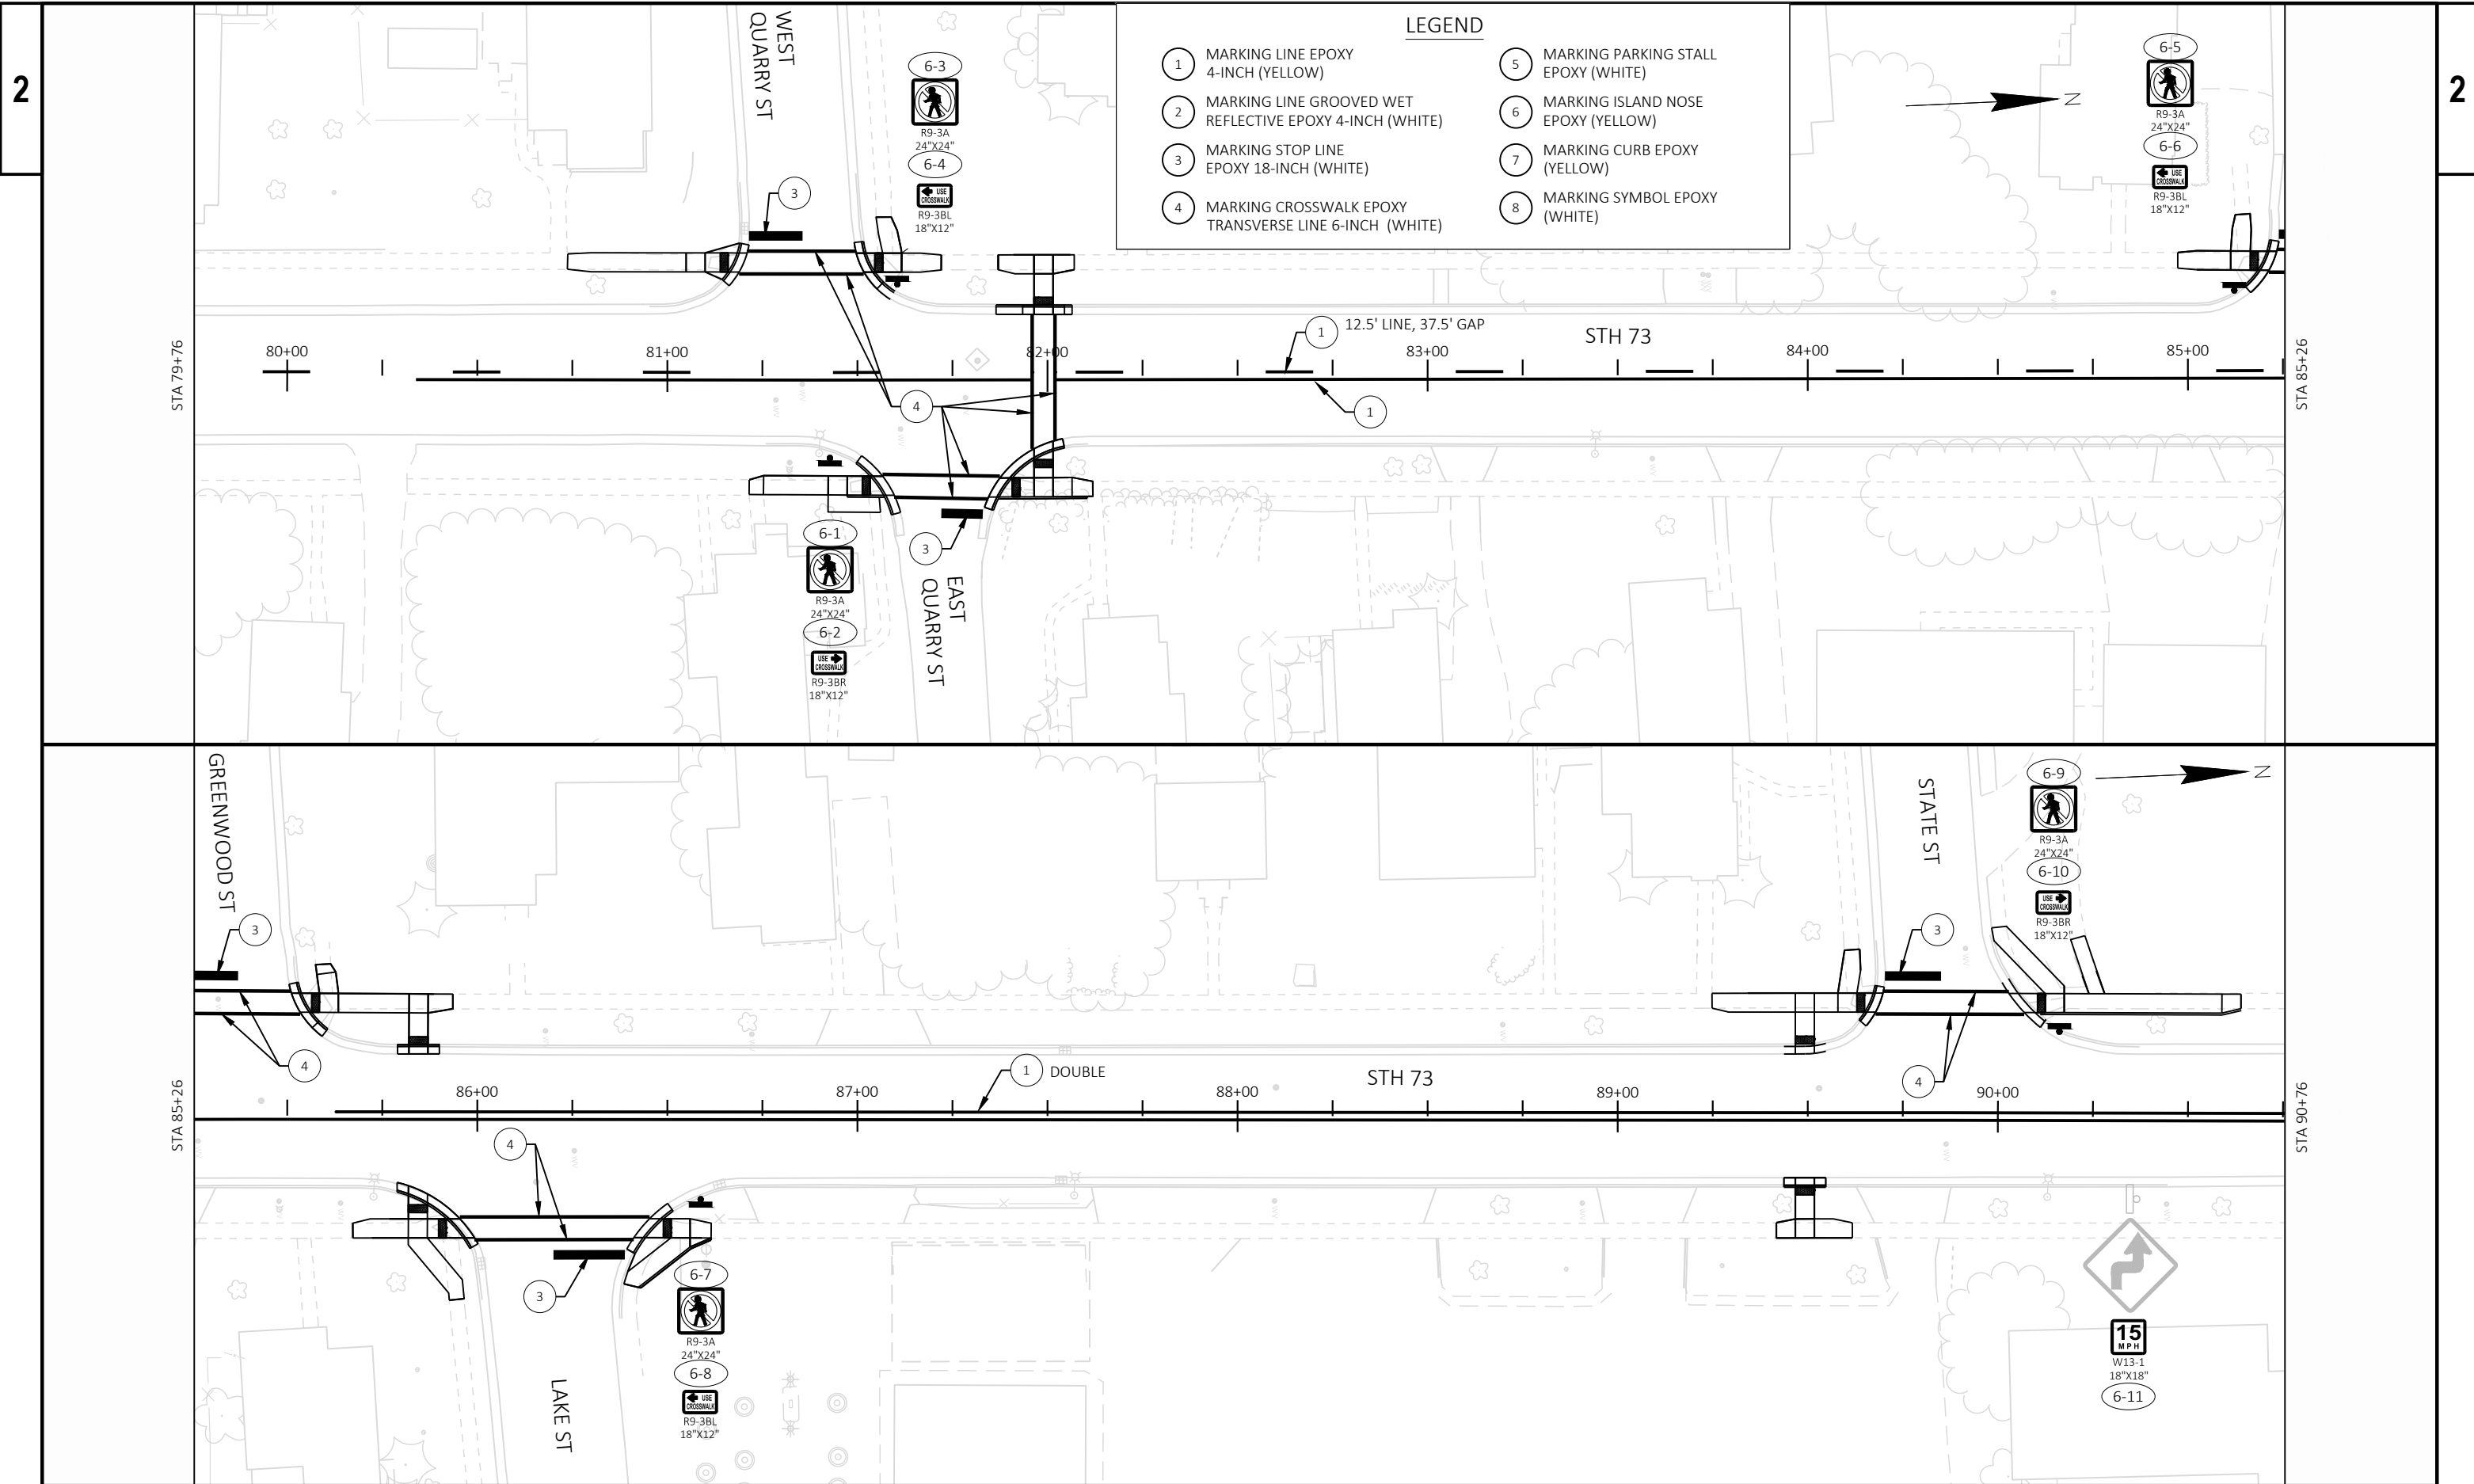 2
2
LEGEND
1 MARKING LINE EPOXY
4-INCH (YELLOW)
2 MARKING LINE GROOVED WET
REFLECTIVE EPOXY 4-INCH (WHITE)
3 MARKING STOP LINE
EPOXY 18-INCH (WHITE)
4 MARKING CROSSWALK EPOXY
TRANSVERSE LINE 6-INCH (WHITE)
5 MARKING PARKING STALL
EPOXY (WHITE)
6 MARKING ISLAND NOSE
EPOXY (YELLOW)
7 MARKING CURB EPOXY
(YELLOW)
8 MARKING SYMBOL EPOXY
(WHITE)
WEST
QUARRY ST
6-3
R9-3A
24"X24"
6-4
USE
CROSSWALK
R9-3BL
18"X12"
3
N
6-5
R9-3A
24"X24"
6-6
USE
CROSSWALK
R9-3BL
18"X12"
1 12.5' LINE, 37.5' GAP
STH 73
STA 79+76
80+00
81+00
82+00
83+00
84+00
85+00
STA 85+26
4
1
3
6-1
R9-3A
24"X24"
6-2
USE
CROSSWALK
R9-3BR
18"X12"
EAST
QUARRY ST
GREENWOOD ST
3
4
STATE ST
3
6-9
R9-3A
24"X24"
6-10
USE
CROSSWALK
R9-3BR
18"X12"
N
4
1 DOUBLE
STH 73
STA 85+26
86+00
87+00
88+00
89+00
90+00
STA 90+76
4
3
6-7
R9-3A
24"X24"
6-8
USE
CROSSWALK
R9-3BL
18"X12"
LAKE ST
15
MPH
W13-1
18"X18"
6-11